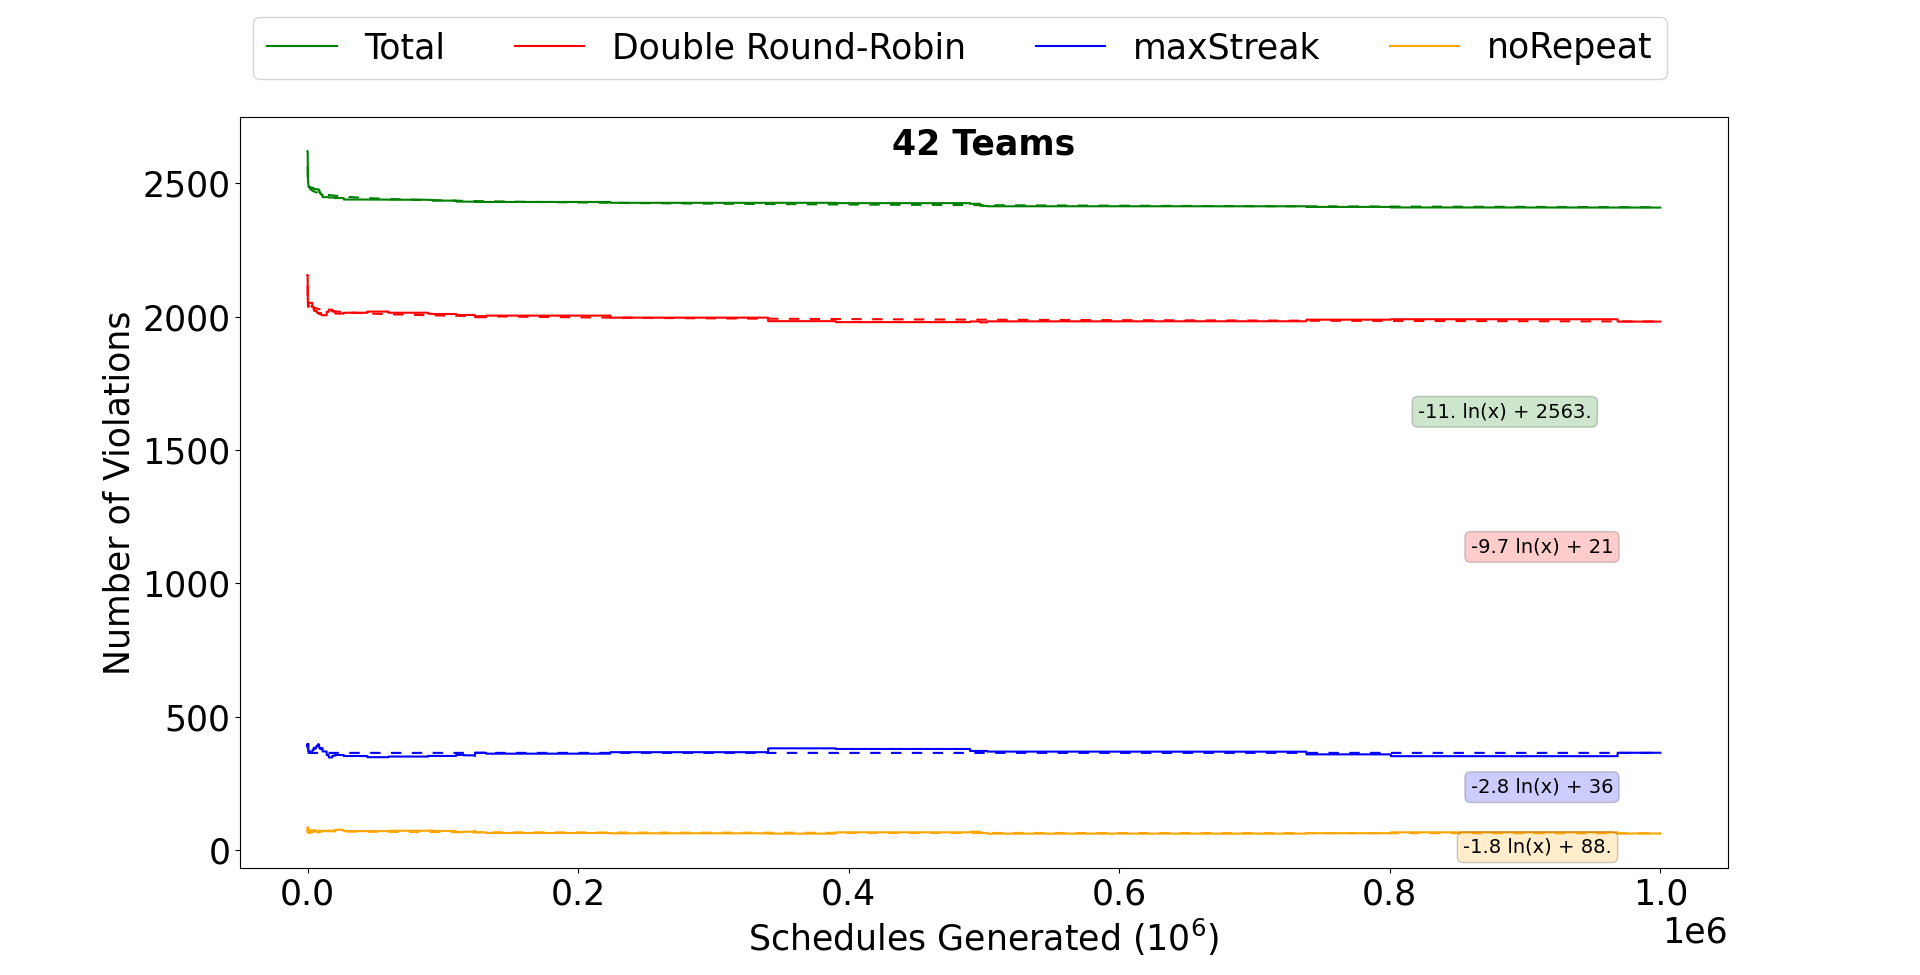 Total Double Round-Robin maxStreak noRepeat
42 Teams
Number of Violations
2500
2000
1500
1000
500
0
-11. ln(x) + 2563.
-9.7 ln(x) + 21
-2.8 ln(x) + 36
-1.8 ln(x) + 88.
0.0 0.2 0.4 0.6 0.8 1.0
1e6
Schedules Generated (10⁶)